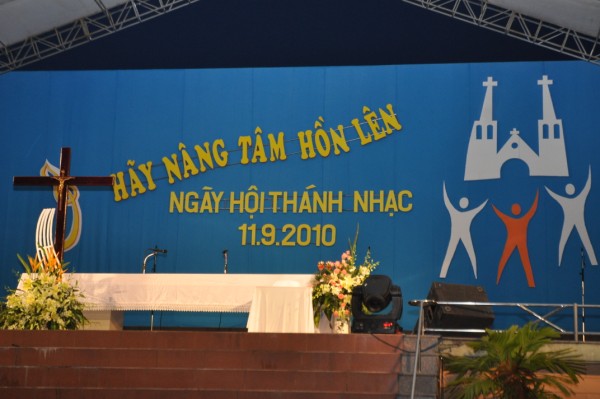 HÃY NÂNG TÂM HỒN LÊN
NGÀY HỘI THÁNH NHẠC
11.9.2010